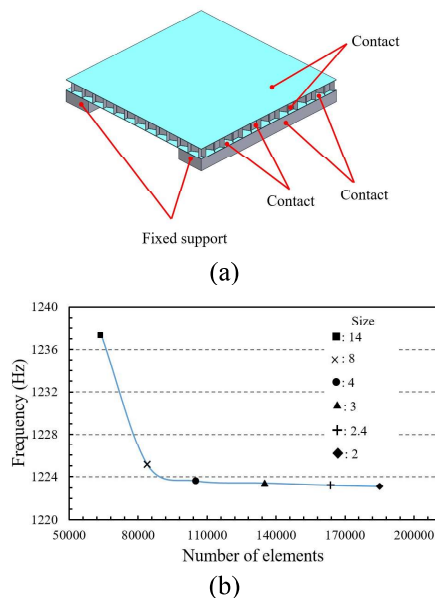 Contact
Contact
Contact
Fixed support
(a)
1240
1236
1232
1228
1224
1220
Frequency (Hz)
Size
: 14
: 8
: 4
: 3
: 2.4
: 2
50000 80000 110000 140000 170000 200000
Number of elements
(b)